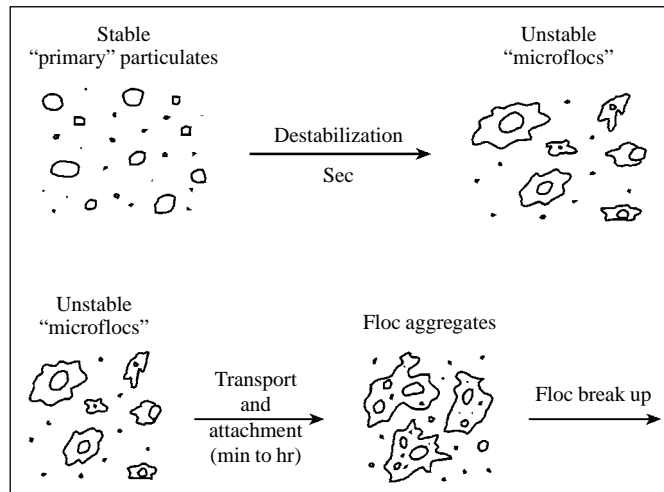 Stable
“primary” particulates
Unstable
“microflocs”
Destabilization
Sec
Unstable
“microflocs”
Floc aggregates
Transport
and
attachment
(min to hr)
Floc break up